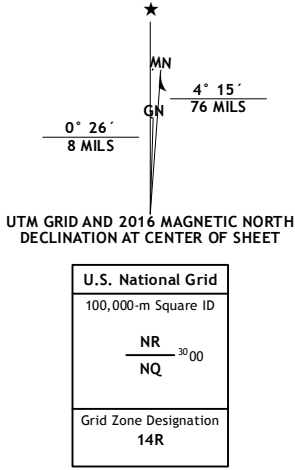 ★
MN
4° 15´
76 MILS
GN
0° 26´
8 MILS
UTM GRID AND 2016 MAGNETIC NORTH
DECLINATION AT CENTER OF SHEET
U.S. National Grid
100,000-m Square ID
NR
3000
NQ
Grid Zone Designation
14R